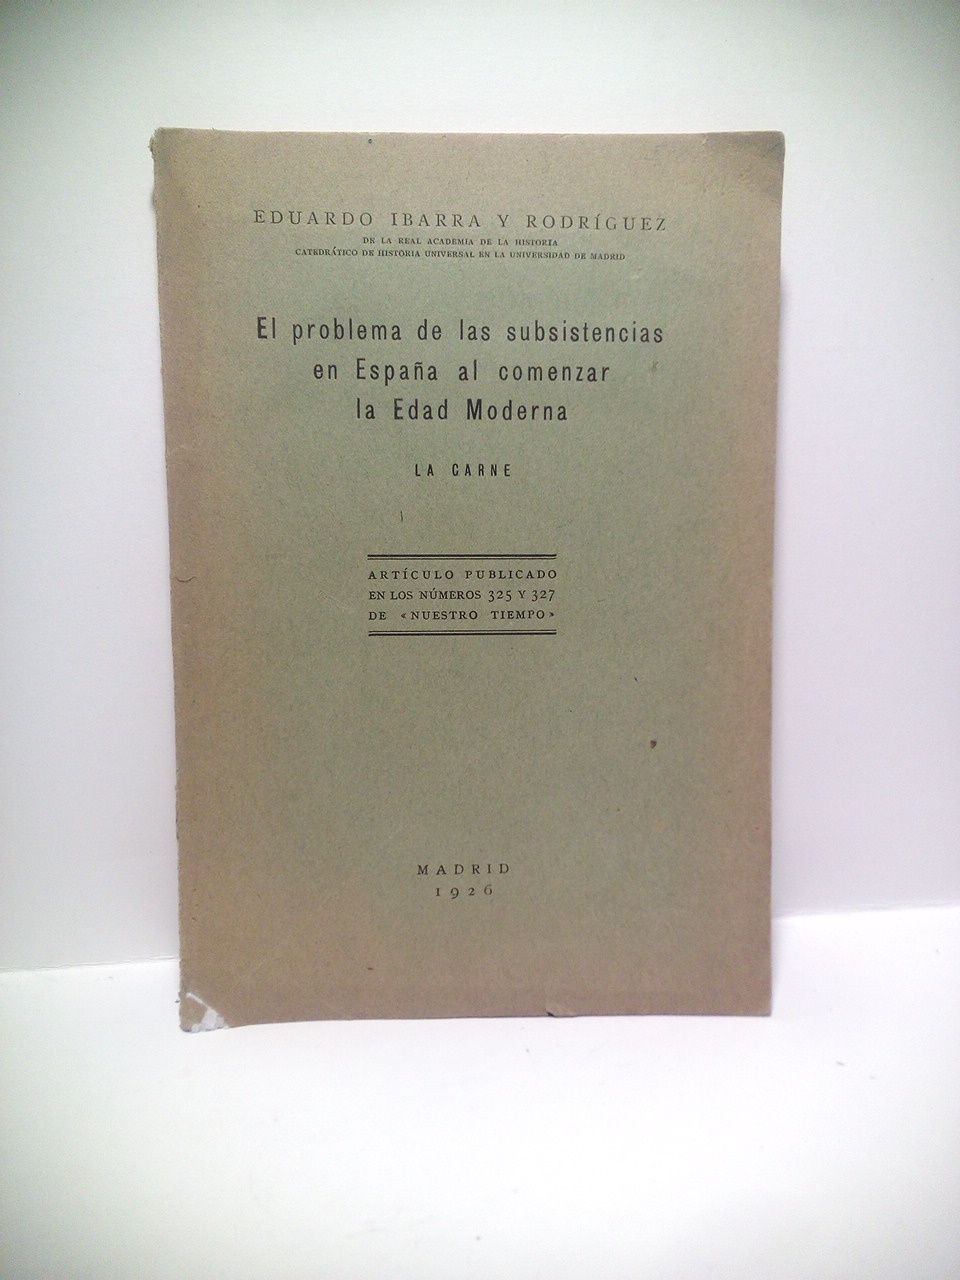 EDUARDO IBARRA Y RODRÍGUEZ
DE LA REAL ACADEMIA DE LA HISTORIA
CATEDRÁTICO DE HISTORIA UNIVERSAL EN LA UNIVERSIDAD DE MADRID
El problema de las subsistencias
en España al comenzar
la Edad Moderna
LA CARNE
ARTÍCULO PUBLICADO
EN LOS NÚMEROS 325 Y 327
DE «NUESTRO TIEMPO»
MADRID
1926